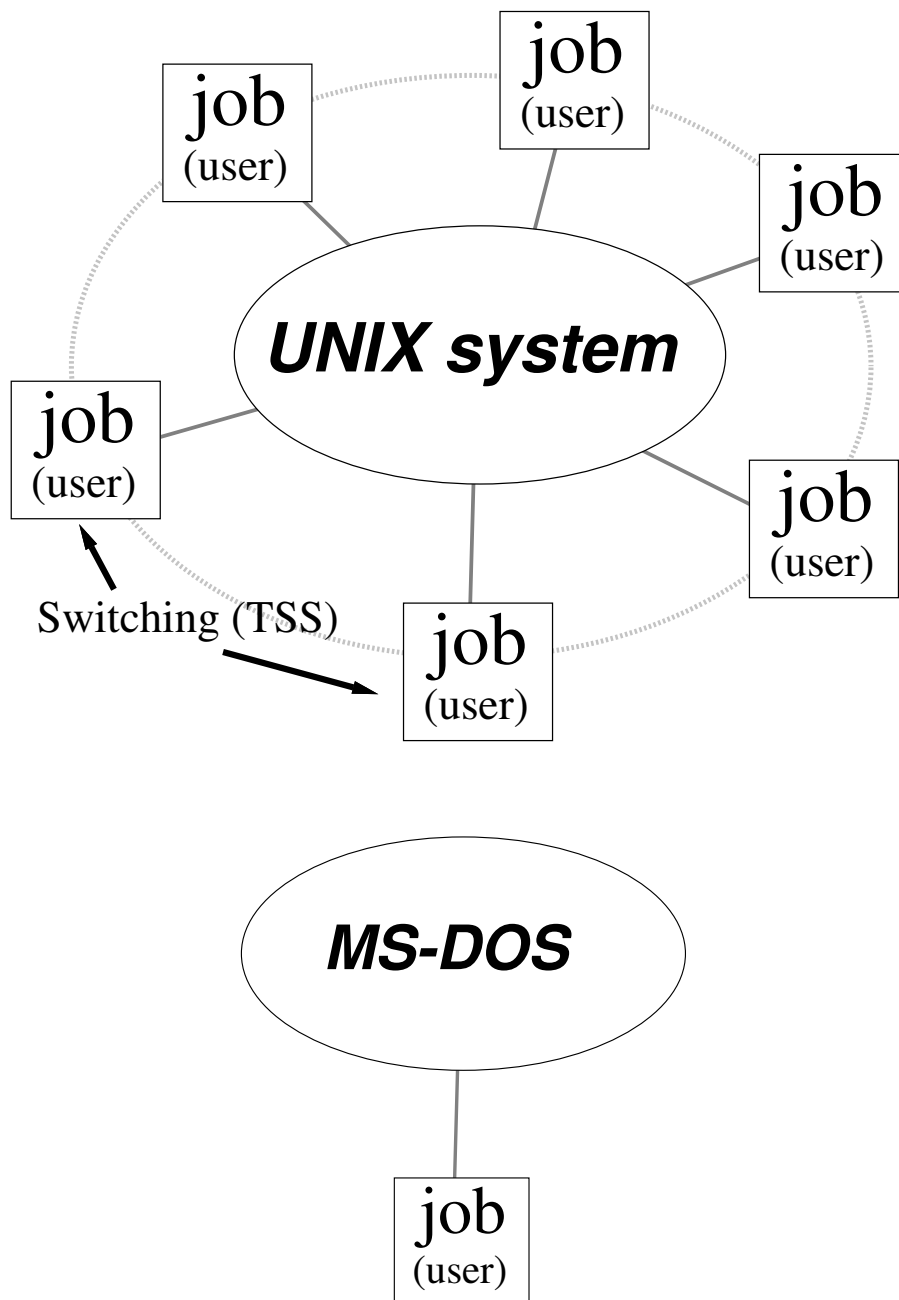 job
(user)
job
(user)
job
(user)
UNIX system
job
(user)
job
(user)
Switching (TSS)
job
(user)
MS-DOS
job
(user)